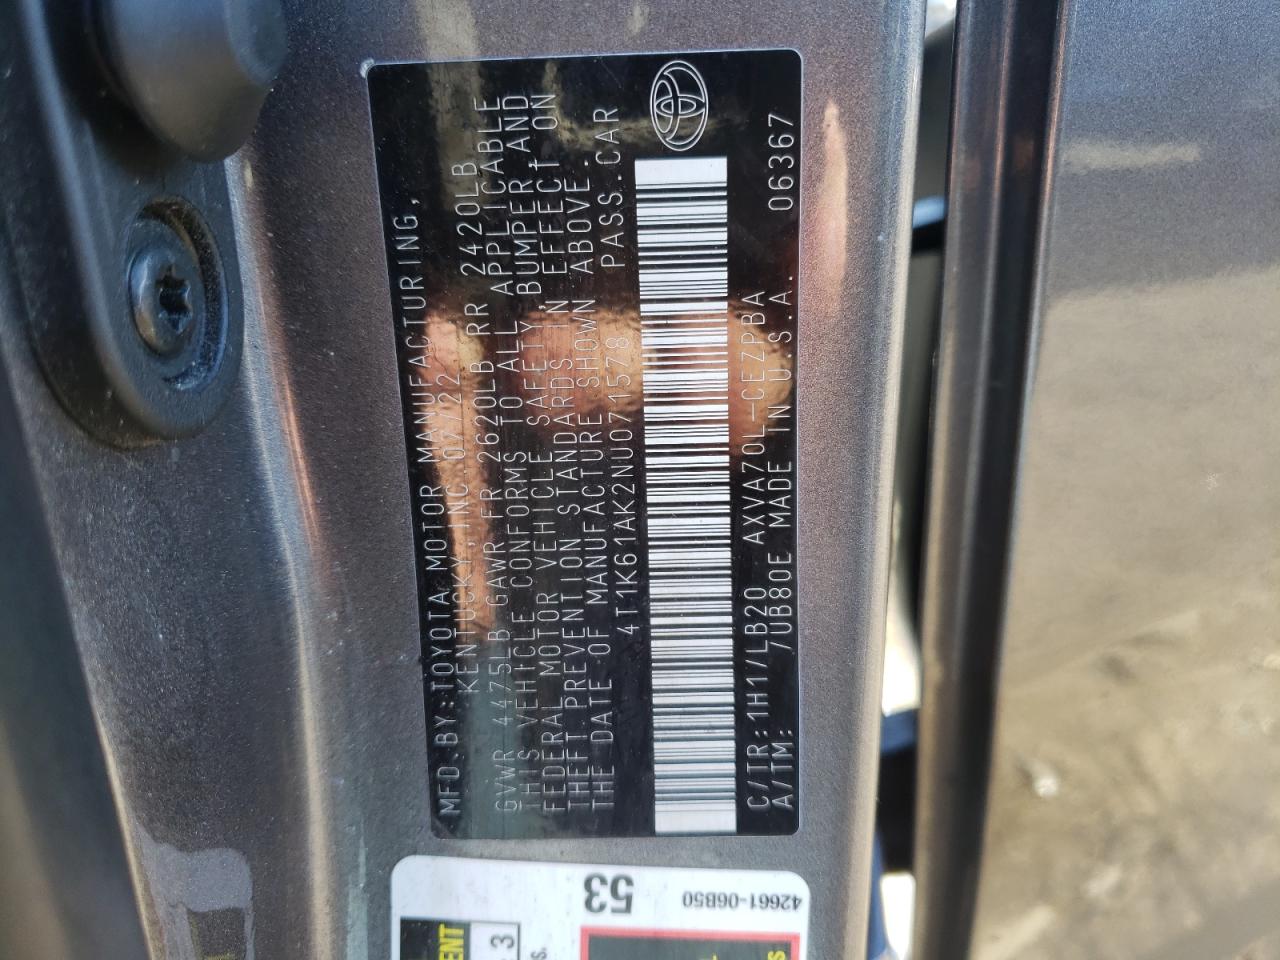 MFD.BY:TOYOTA MOTOR MANUFACTURING,
KENTUCKY,INC 07/22
GVWR 4475LB GAWR FR 2620LB RR 2420LB
THIS VEHICLE CONFORMS TO ALL APPLICABLE
FEDERAL MOTOR VEHICLE SAFETY,BUMPER,AND
THEFT PREVENTION STANDARDS IN EFFECT ON
THE DATE OF MANUFACTURE SHOWN ABOVE.
4T1K61AK2NU071578 PASS.CAR
C/TR:1H1/LB20 AXVA70L-CEZPBA 06367
A/TM: 7UB80E MADE IN U.S.A.
53
42661-06B50